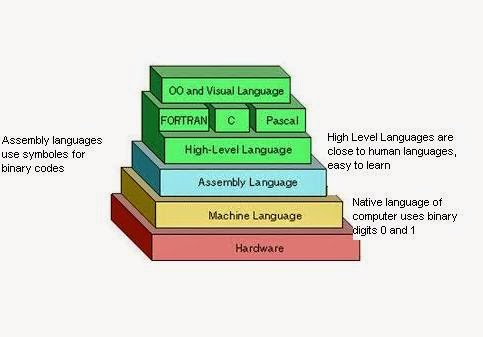 OO and Visual Language
FORTRAN C Pascal
High-Level Language
Assembly Language
Machine Language
Hardware
Assembly languages
use symboles for
binary codes
High Level Languages are
close to human languages,
easy to learn
Native language of
computer uses binary
digits 0 and 1